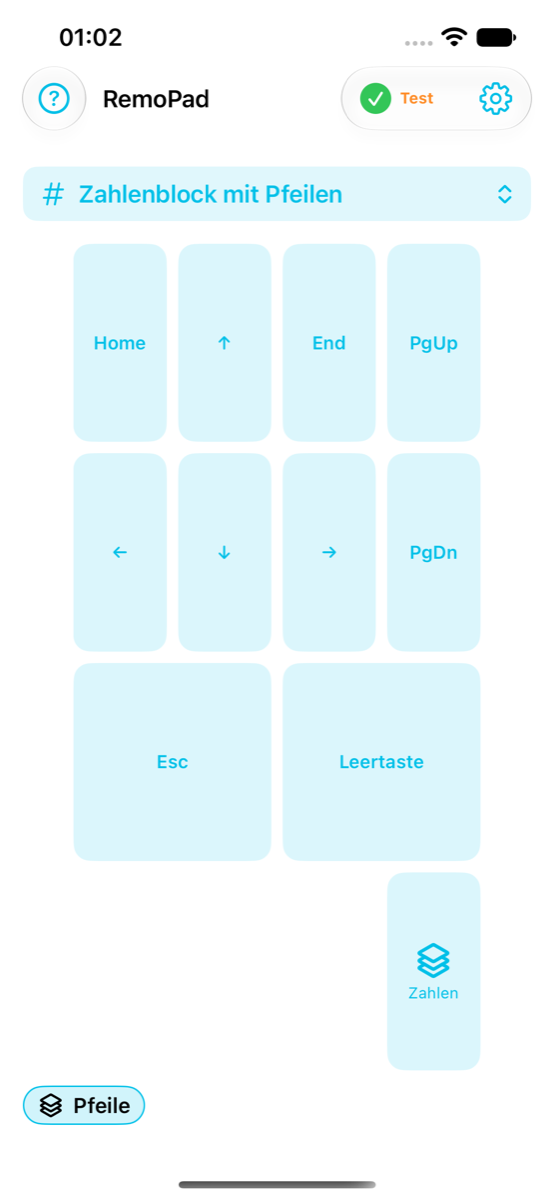 01:02
RemoPad
Test
Zahlenblock mit Pfeilen
Home ↑ End PgUp
← ↓ → PgDn
Esc Leertaste
Zahlen
Pfeile